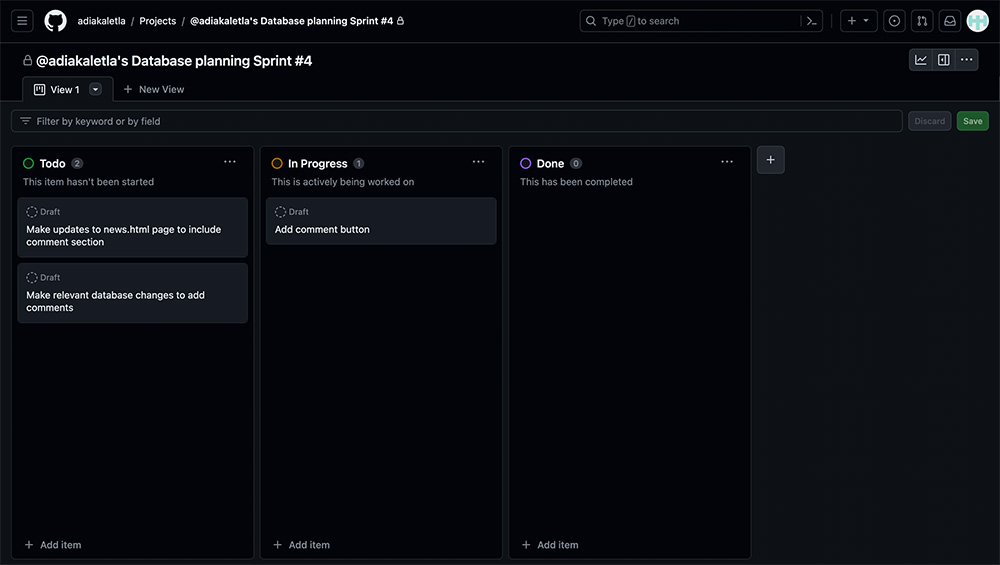 adiakaletla / Projects / @adiakaletla's Database planning Sprint #4
Type / to search
@adiakaletla's Database planning Sprint #4
View 1
New View
Filter by keyword or by field
Discard
Save
Todo 2
This item hasn't been started
Draft
Make updates to news.html page to include
comment section
Draft
Make relevant database changes to add
comments
+ Add item
In Progress 1
This is actively being worked on
Draft
Add comment button
+ Add item
Done 0
This has been completed
+ Add item